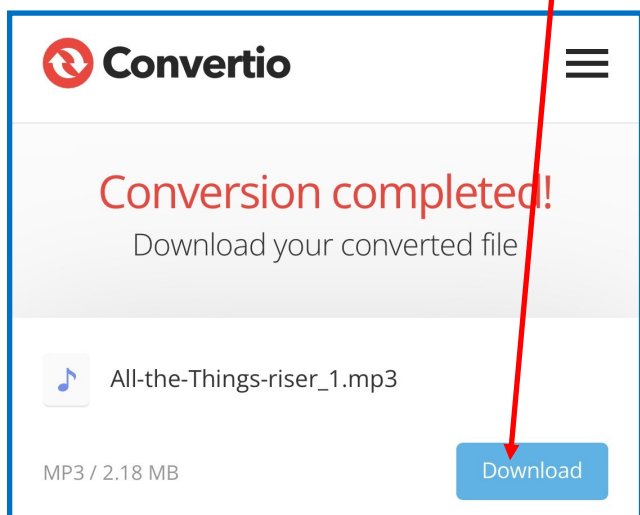 Convertio
Conversion completed!
Download your converted file
All-the-Things-riser_1.mp3
MP3 / 2.18 MB
Download